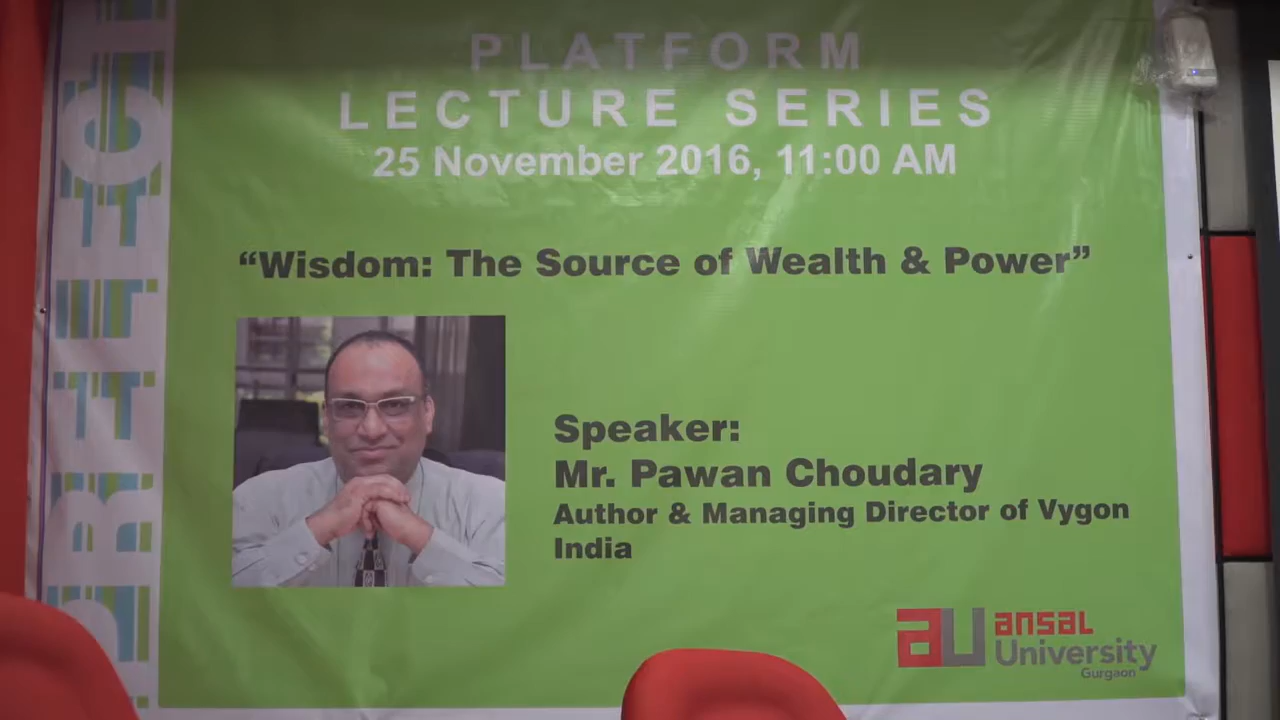 PLATFORM
LECTURE SERIES
25 November 2016, 11:00 AM
“Wisdom: The Source of Wealth & Power”
Speaker:
Mr. Pawan Choudary
Author & Managing Director of Vygon
India
aU ansal
University
Gurgaon